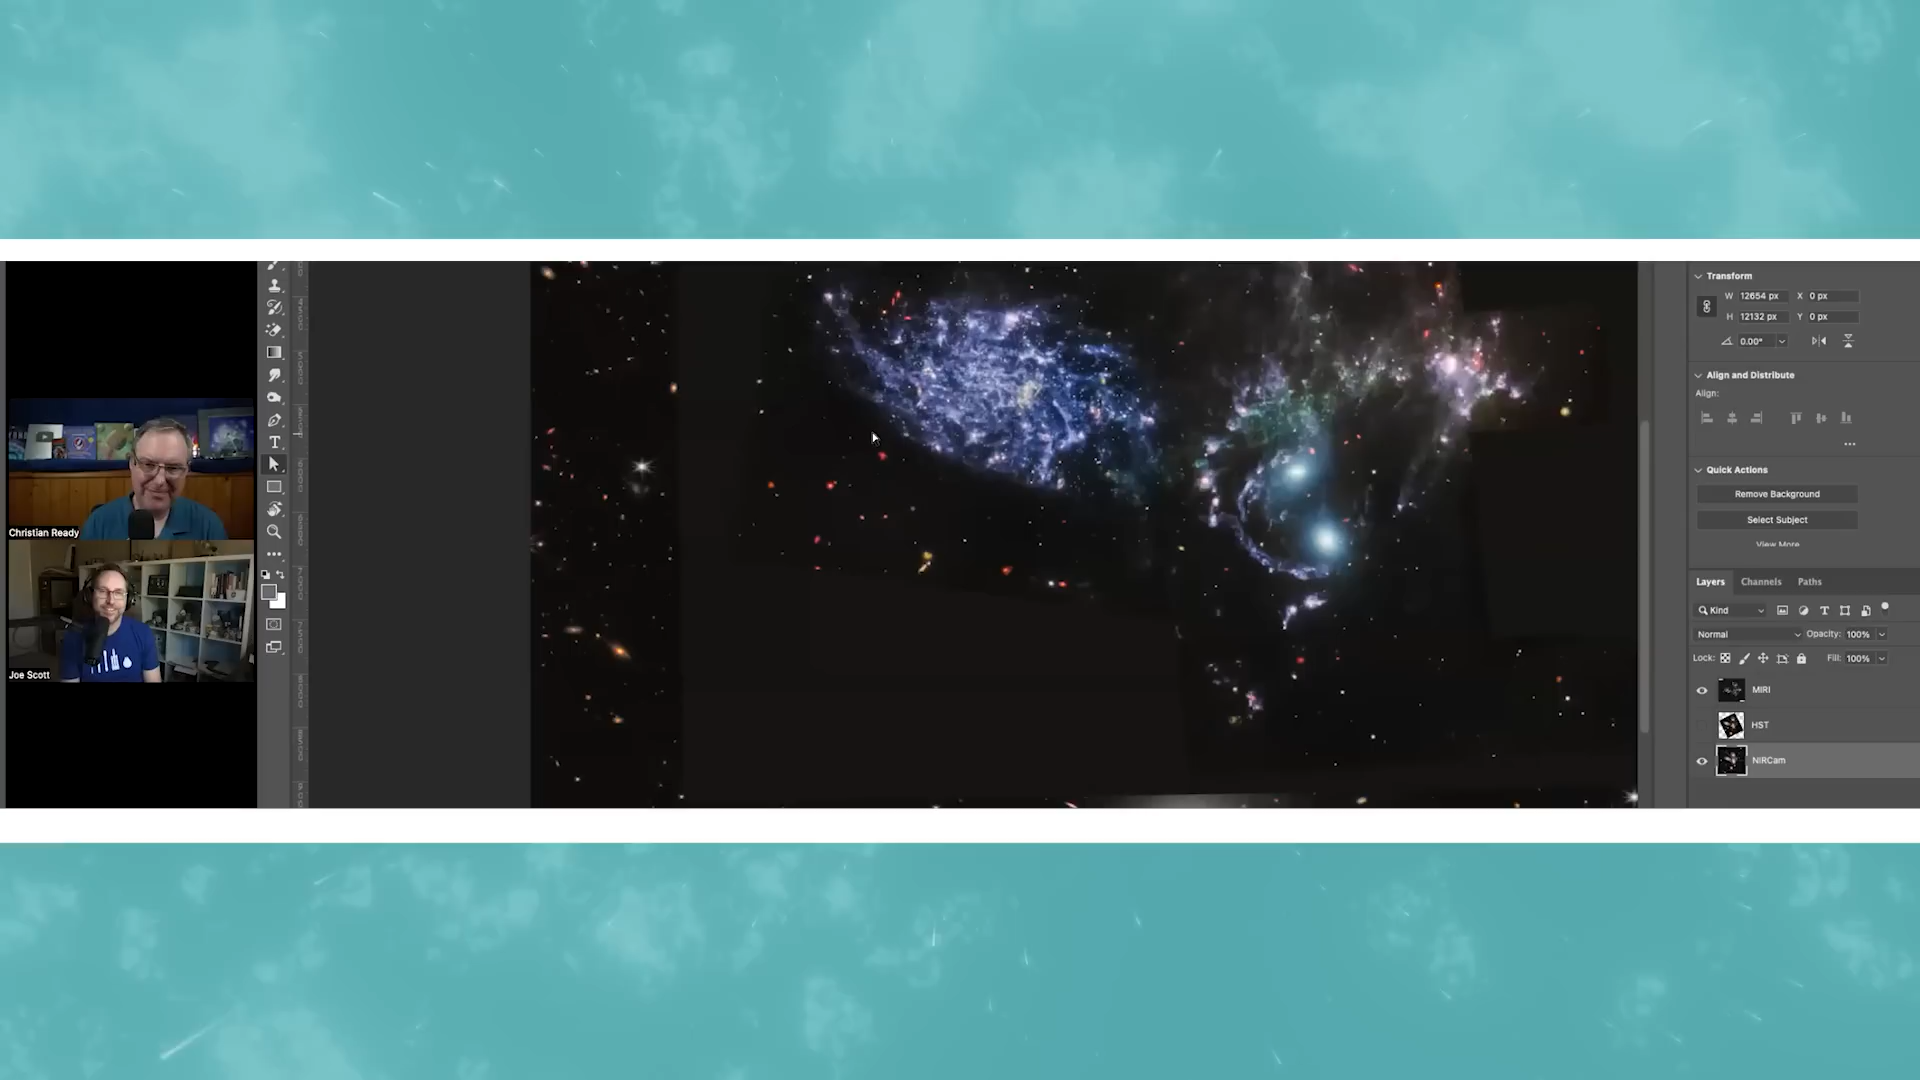 Christian Ready
Joe Scott
Transform
W 12654 px X 0 px
H 12132 px Y 0 px
0.00°
Align and Distribute
Align:
Quick Actions
Remove Background
Select Subject
View More
Layers Channels Paths
Kind
Normal Opacity: 100%
Lock: Fill: 100%
MIRI
HST
NIRCam